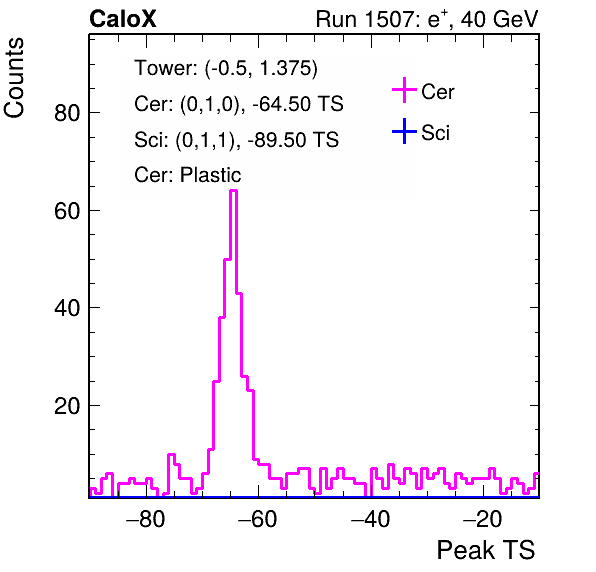 CaloX Run 1507: e⁺, 40 GeV
Counts
Tower: (-0.5, 1.375)
Cer: (0,1,0), -64.50 TS
Sci: (0,1,1), -89.50 TS
Cer: Plastic
Cer
Sci
80
60
40
20
−80 −60 −40 −20
Peak TS